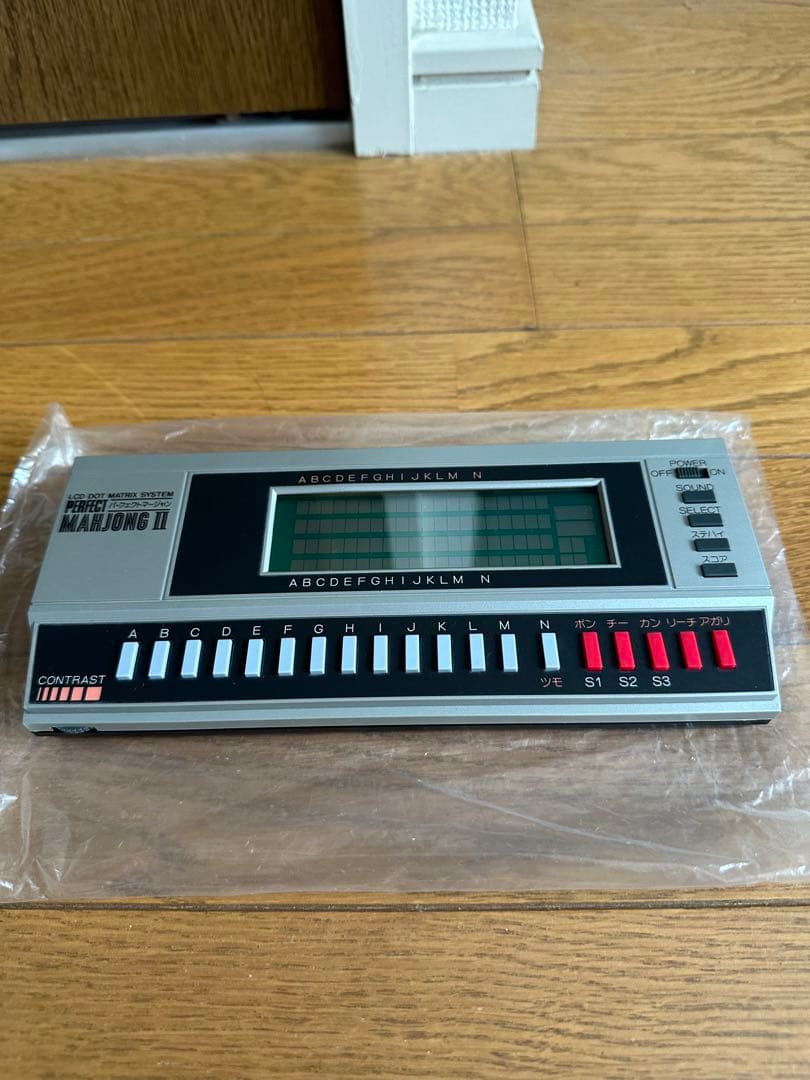 LCD DOT MATRIX SYSTEM
PERFECT パーフェクトマージャン
MAHJONG II
ABCDEFGHIJKLM N
ABCDEFGHIJKLM N
POWER
OFF ON
SOUND
SELECT
ステハイ
スコア
A B C D E F G H I J K L M N ポン チー カン リーチ アガリ
CONTRAST
ツモ S1 S2 S3